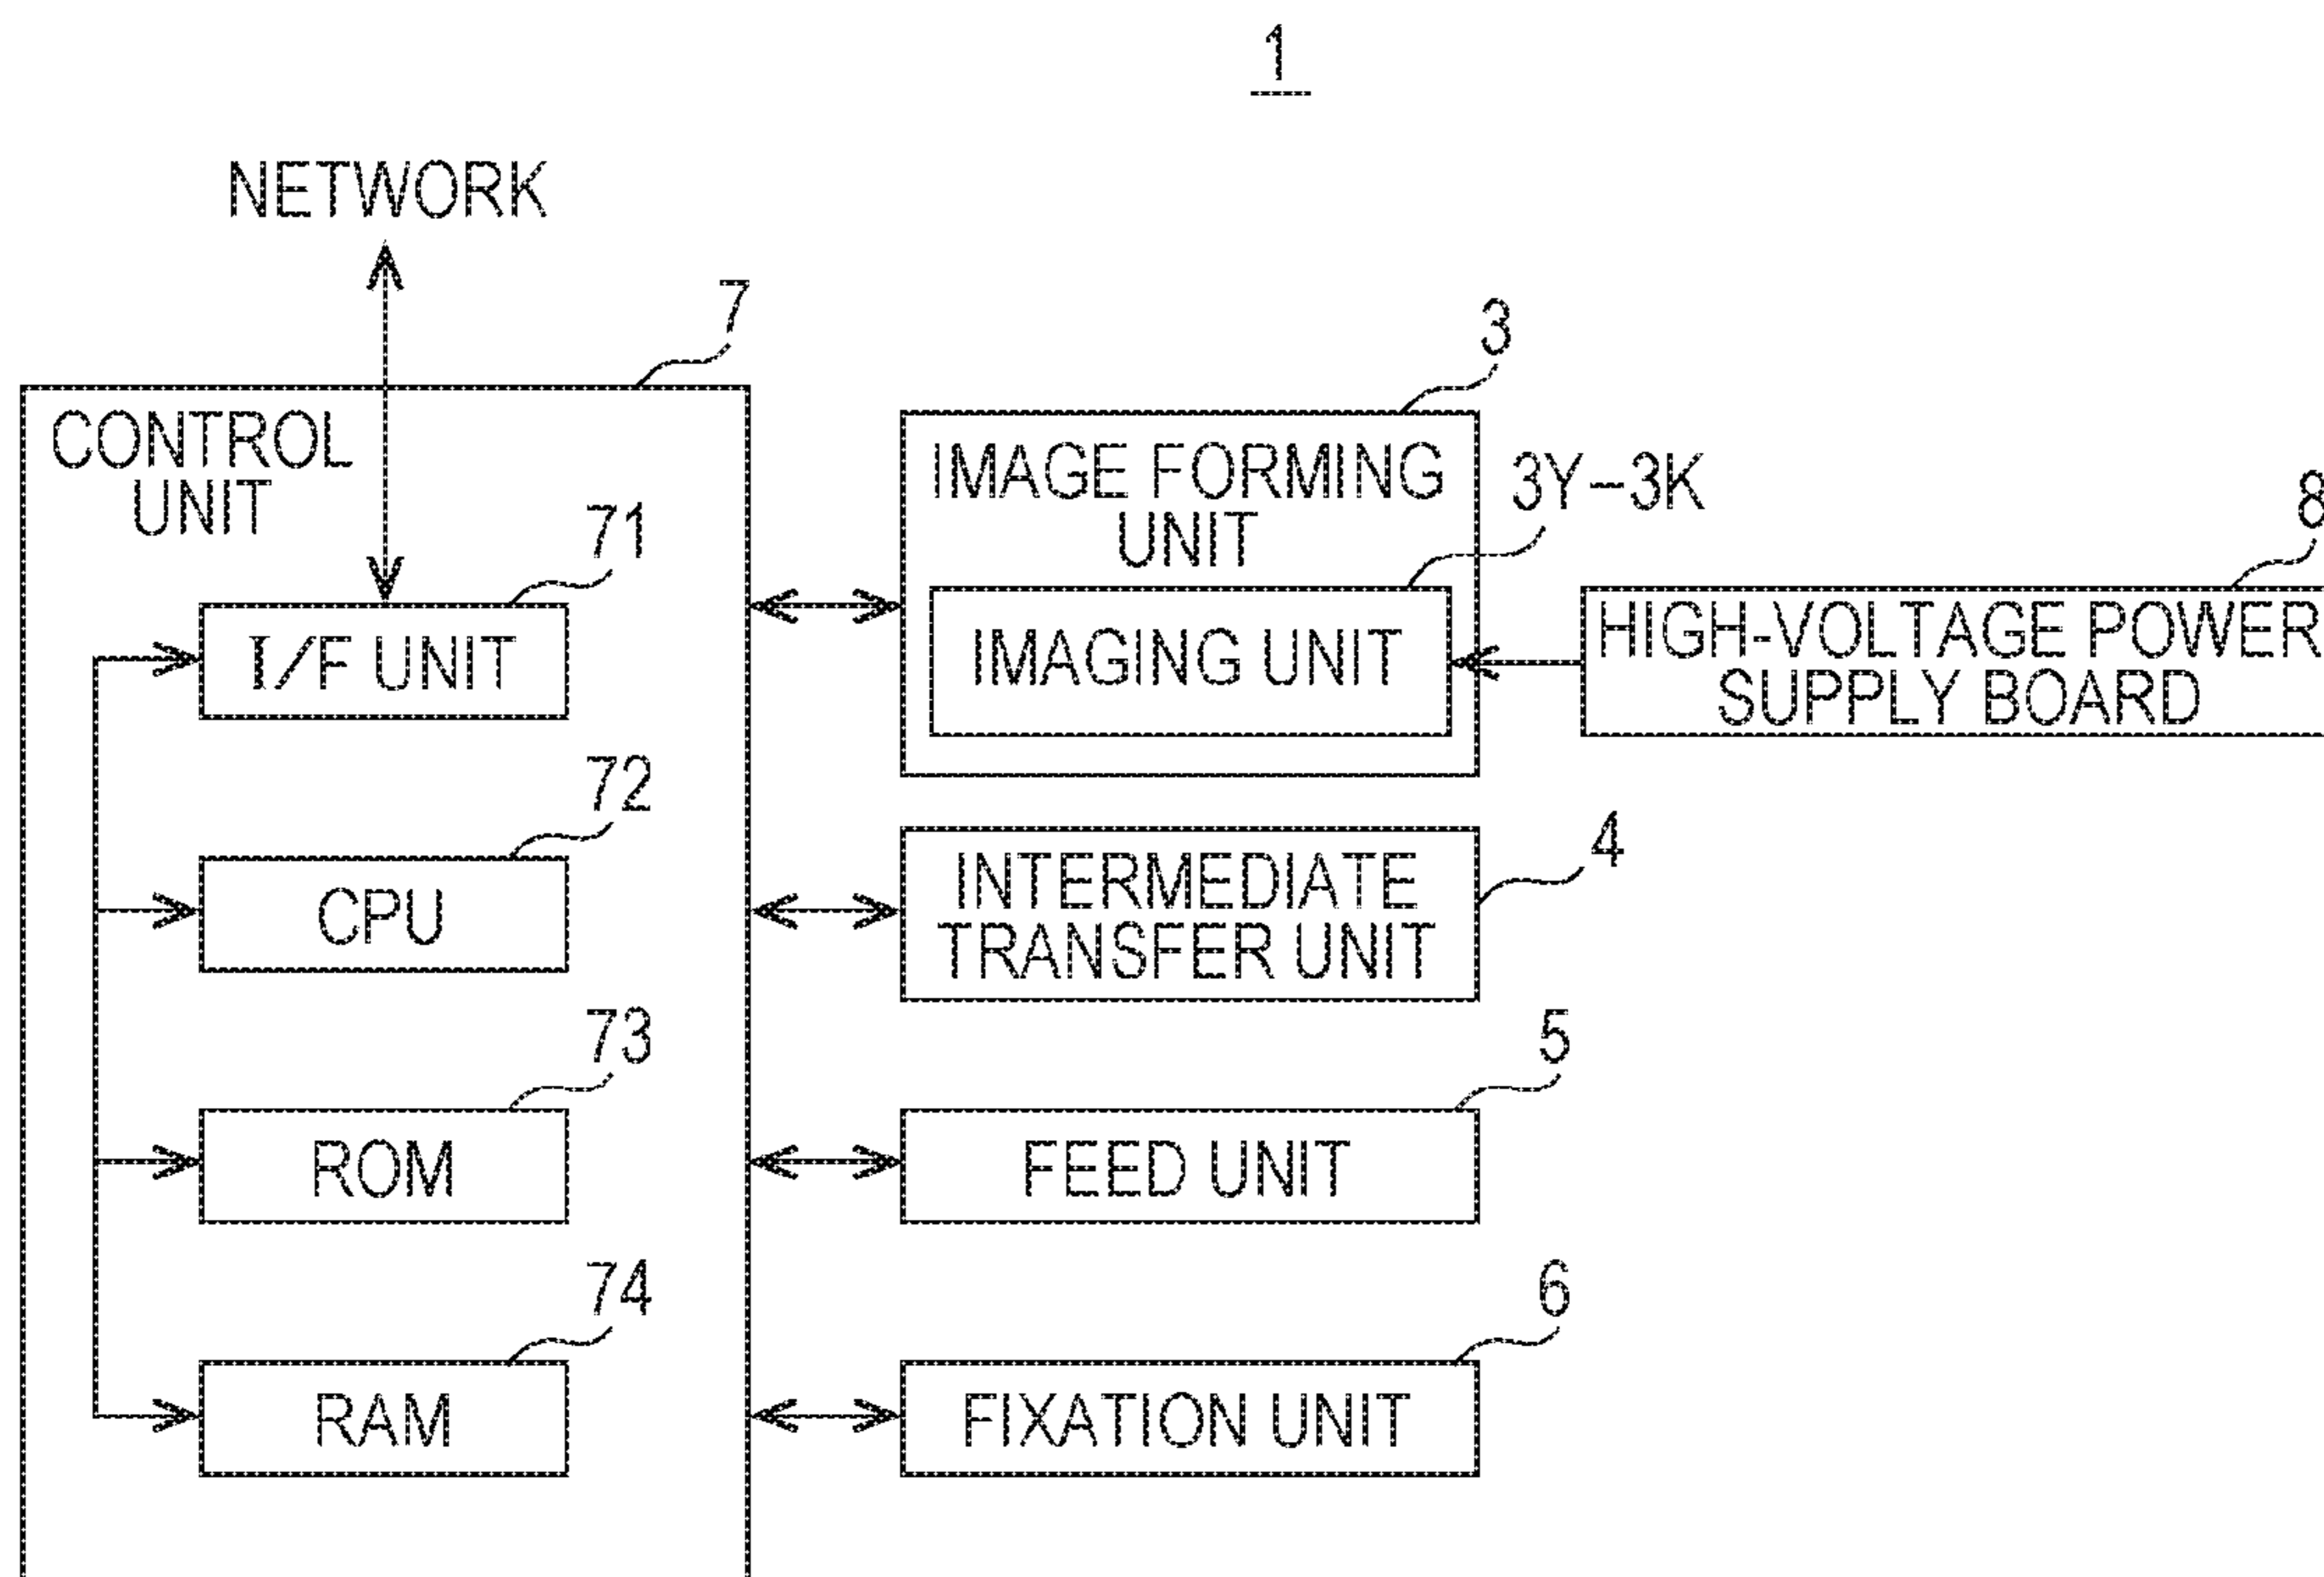 1
NETWORK
7
CONTROL
UNIT
71
I/F UNIT
72
CPU
73
ROM
74
RAM
3
IMAGE FORMING
UNIT
3Y-3K
IMAGING UNIT
8
HIGH-VOLTAGE POWER
SUPPLY BOARD
4
INTERMEDIATE
TRANSFER UNIT
5
FEED UNIT
6
FIXATION UNIT